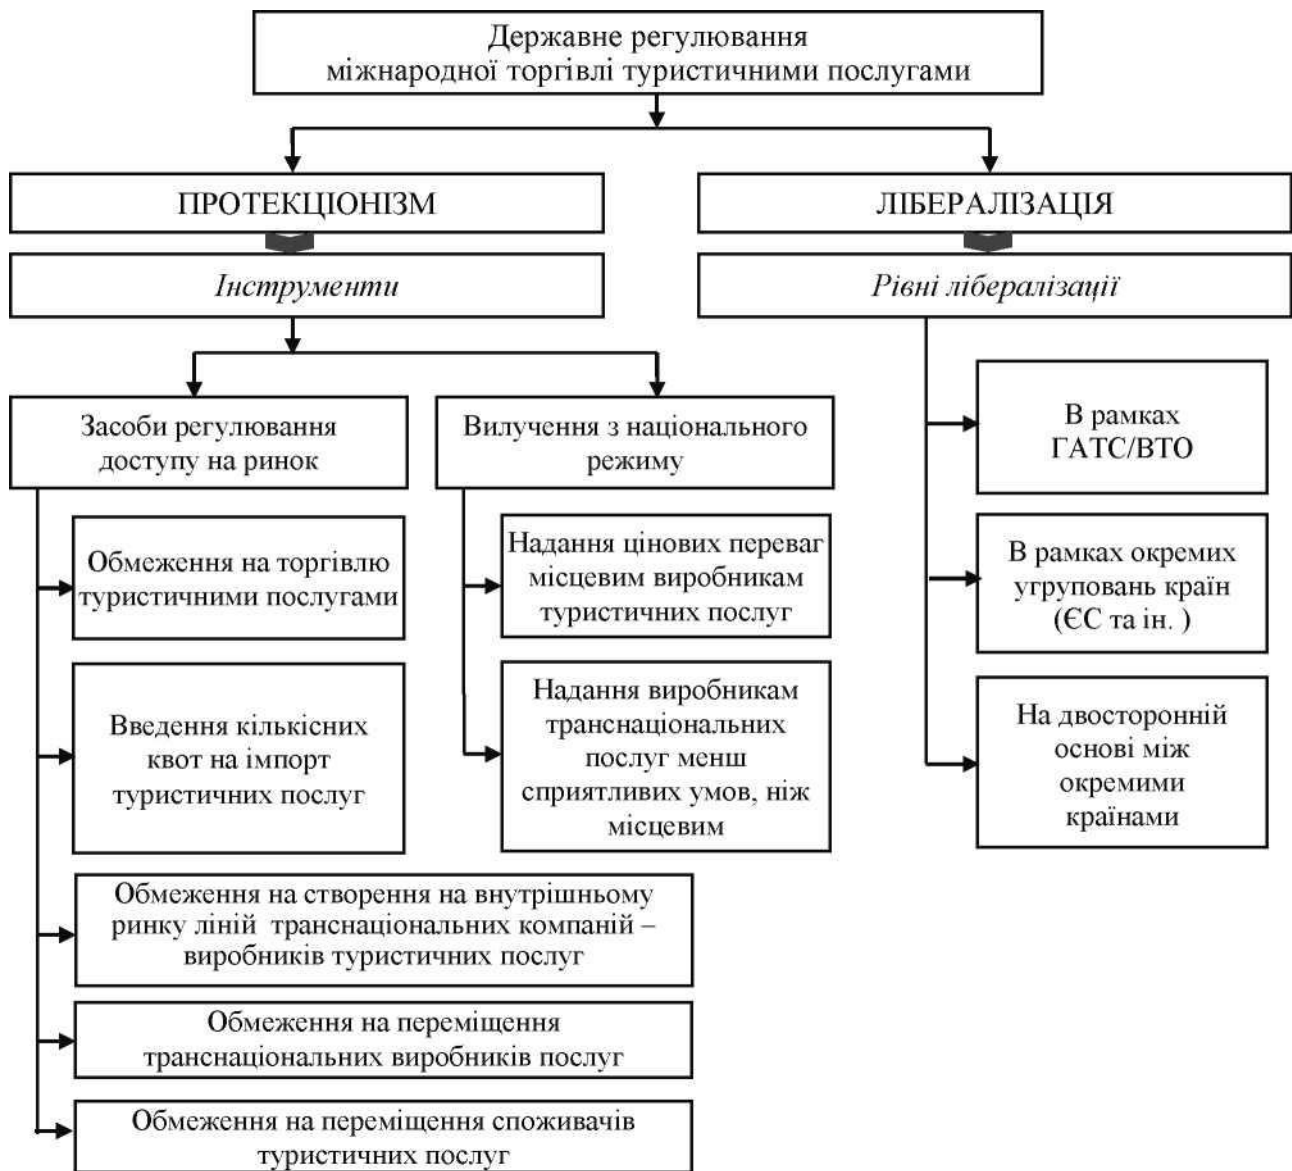 Державне регулювання
міжнародної торгівлі туристичними послугами
ПРОТЕКЦІОНІЗМ
ЛІБЕРАЛІЗАЦІЯ
Інструменти
Рівні лібералізації
Засоби регулювання
доступу на ринок
Вилучення з національного
режиму
Обмеження на торгівлю
туристичними послугами
Введення кількісних
квот на імпорт
туристичних послуг
Надання цінових переваг
місцевим виробникам
туристичних послуг
Надання виробникам
транснаціональних
послуг менш
сприятливих умов, ніж
місцевим
Обмеження на створення на внутрішньому
ринку ліній транснаціональних компаній –
виробників туристичних послуг
Обмеження на переміщення
транснаціональних виробників послуг
Обмеження на переміщення споживачів
туристичних послуг
В рамках
ГАТС/ВТО
В рамках окремих
угруповань країн
(ЄС та ін. )
На двосторонній
основі між
окремими
країнами